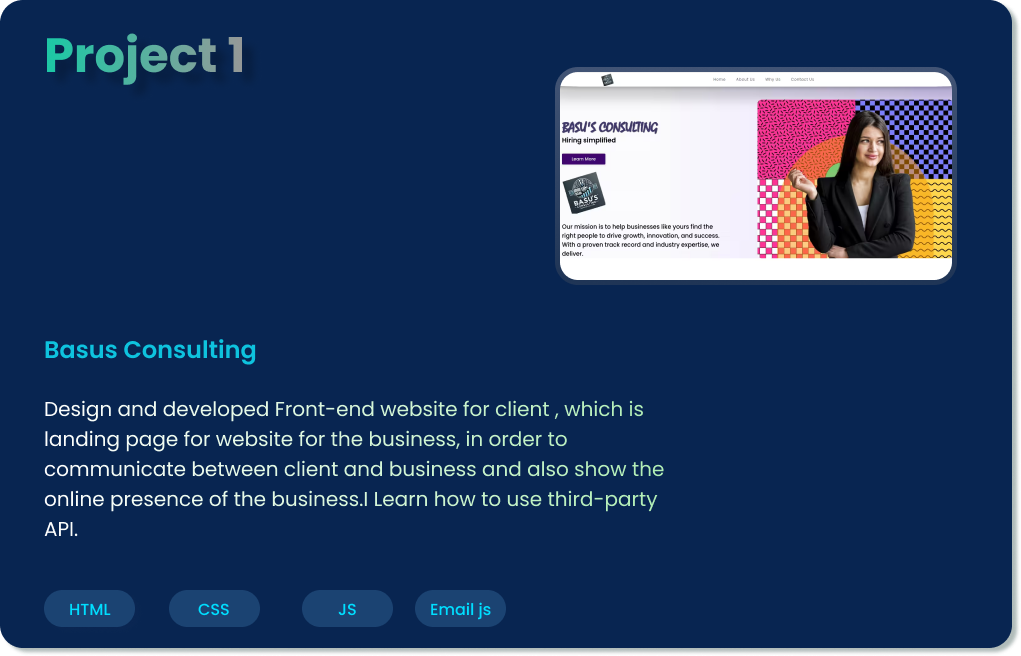 Project 1
Home About Us Why Us Contact Us
BASU'S CONSULTING
Hiring simplified
Learn More
BASU'S
Our mission is to help businesses like yours find the
right people to drive growth, innovation, and success.
With a proven track record and industry expertise, we
deliver.
Basus Consulting
Design and developed Front-end website for client , which is
landing page for website for the business, in order to
communicate between client and business and also show the
online presence of the business.I Learn how to use third-party
API.
HTML CSS JS Email js